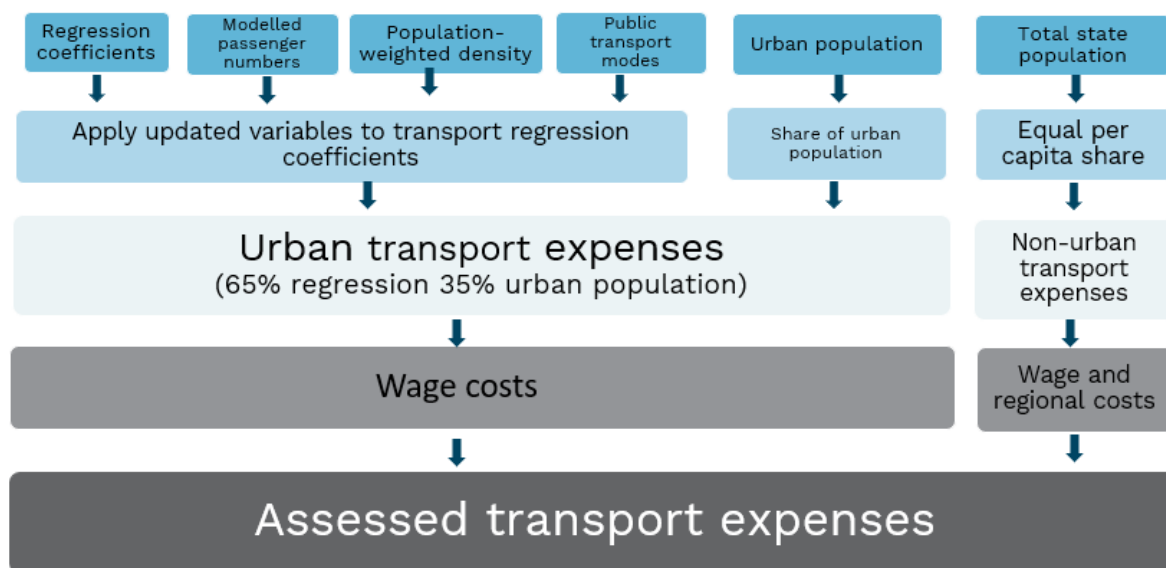 Regression
coefficients
Modelled
passenger
numbers
Population-
weighted density
Public
transport
modes
Urban population
Total state
population
Apply updated variables to transport regression
coefficients
Share of urban
population
Equal per
capita share
Urban transport expenses
(65% regression 35% urban population)
Non-urban
transport
expenses
Wage costs
Wage and
regional costs
Assessed transport expenses